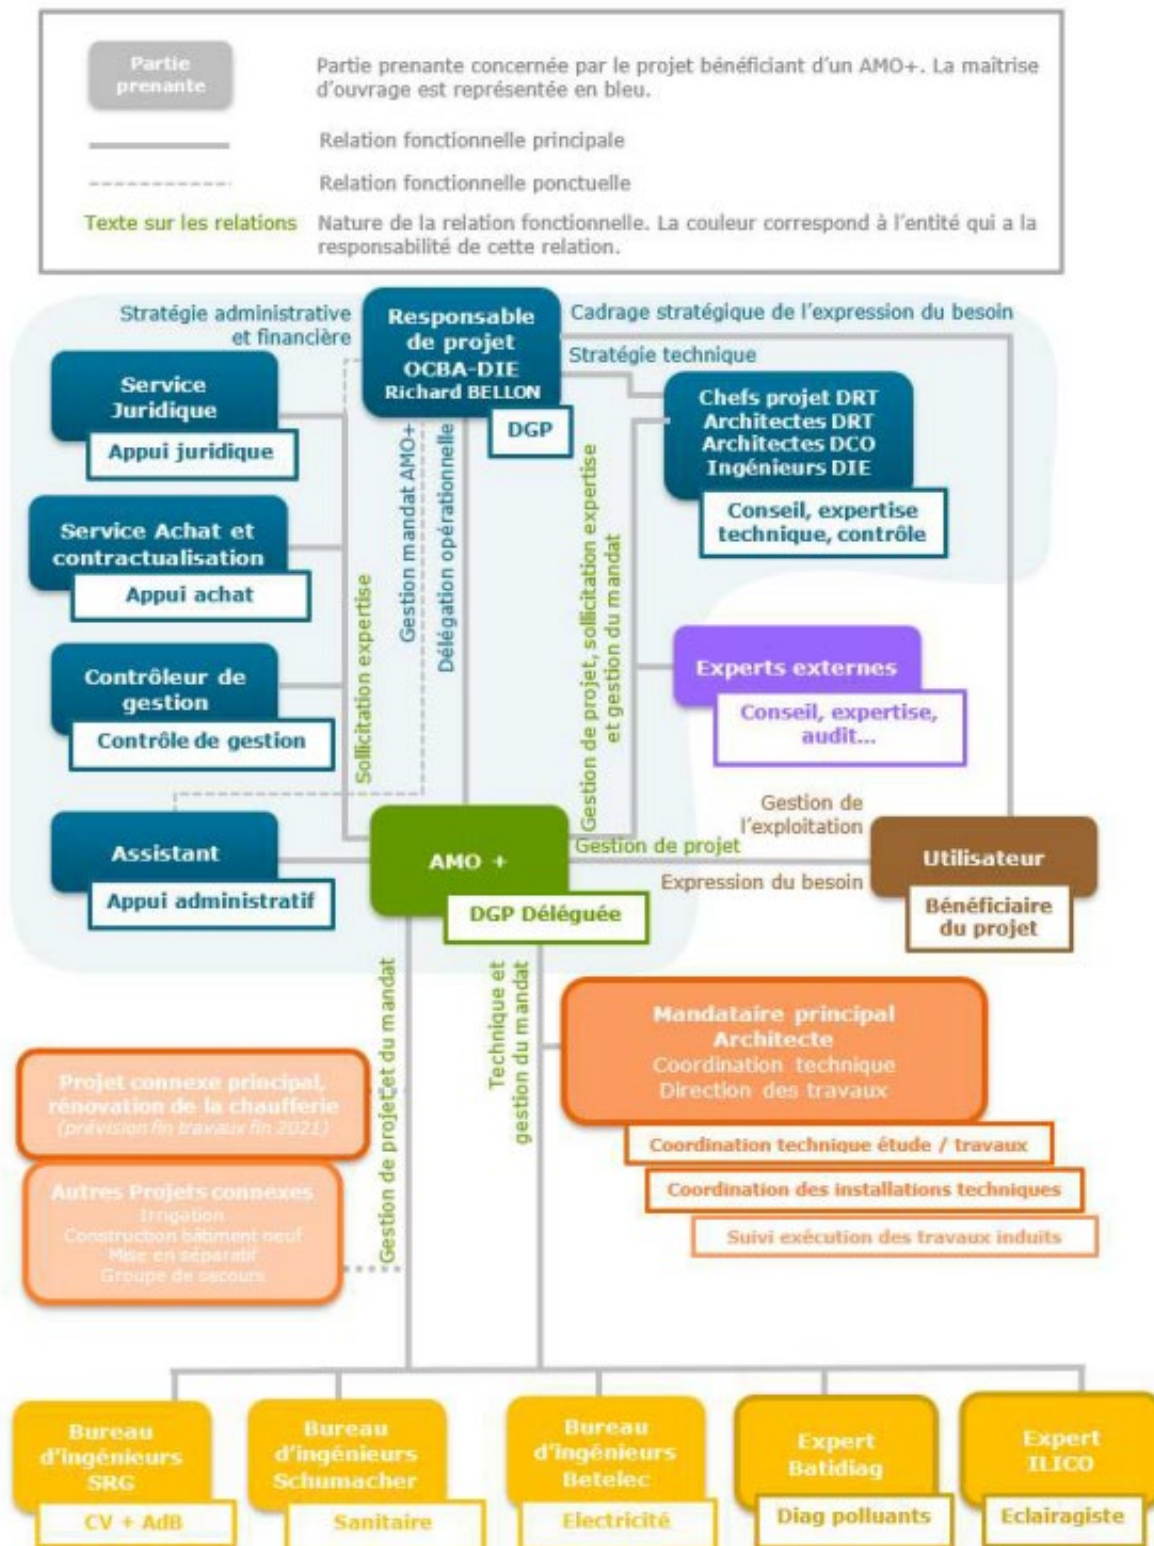 Partie
prenante
Partie prenante concernée par le projet bénéficiant d'un AMO+. La maîtrise
d'ouvrage est représentée en bleu.
Relation fonctionnelle principale
Relation fonctionnelle ponctuelle
Texte sur les relations
Nature de la relation fonctionnelle. La couleur correspond à l'entité qui a la
responsabilité de cette relation.
Stratégie administrative
et financière
Responsable
de projet
OCBA-DIE
Richard BELLON
DGP
Cadrage stratégique de l'expression du besoin
Stratégie technique
Service
Juridique
Appui juridique
Chefs projet DRT
Architectes DRT
Architectes DCO
Ingénieurs DIE
Conseil, expertise
technique, contrôle
Service Achat et
contractualisation
Appui achat
Gestion mandat AMO+
Délégation opérationnelle
Sollicitation expertise
Gestion de projet, sollicitation expertise
et gestion du mandat
Experts externes
Conseil, expertise,
audit...
Contrôleur de
gestion
Contrôle de gestion
Assistant
Appui administratif
AMO +
DGP Déléguée
Gestion de
l'exploitation
Gestion de projet
Expression du besoin
Utilisateur
Bénéficiaire
du projet
Gestion de projet et du mandat
Technique et
gestion du mandat
Mandataire principal
Architecte
Coordination technique
Direction des travaux
Coordination technique étude / travaux
Coordination des installations techniques
Suivi exécution des travaux induits
Projet connexe principal,
rénovation de la chaufferie
(prévision fin travaux fin 2021)
Autres Projets connexes
Irrigation
Construction bâtiment neuf
Mise en séparatif
Groupe de secours
Bureau
d'ingénieurs
SRG
CV + AdB
Bureau
d'ingénieurs
Schumacher
Sanitaire
Bureau
d'ingénieurs
Betelec
Electricité
Expert
Batidiag
Diag polluants
Expert
ILICO
Eclairagiste